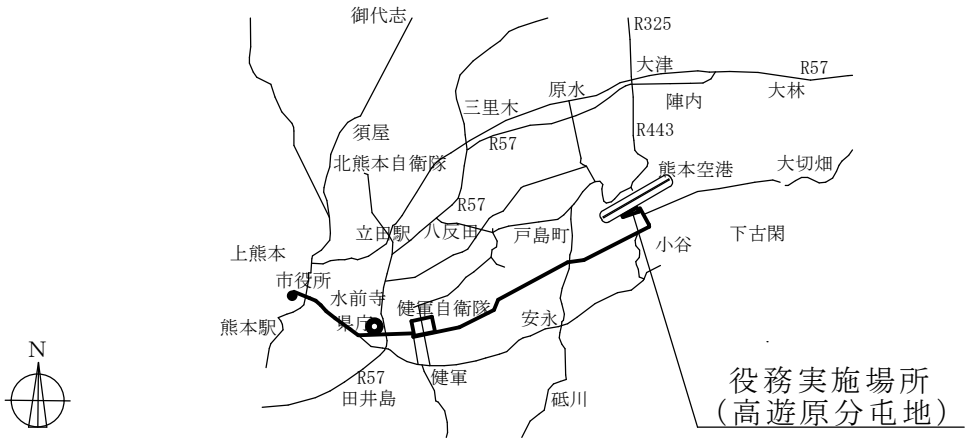 御代志
R325
大津
R57
原水
大林
三里木
陣内
須屋
R57
R443
北熊本自衛隊
熊本空港
大切畑
R57
立田駅
八反田
戸島町
小谷
下古閑
上熊本
市役所
水前寺
健軍自衛隊
熊本駅
県庁
安永
N
R57
健軍
田井島
砥川
役務実施場所
(高遊原分屯地)